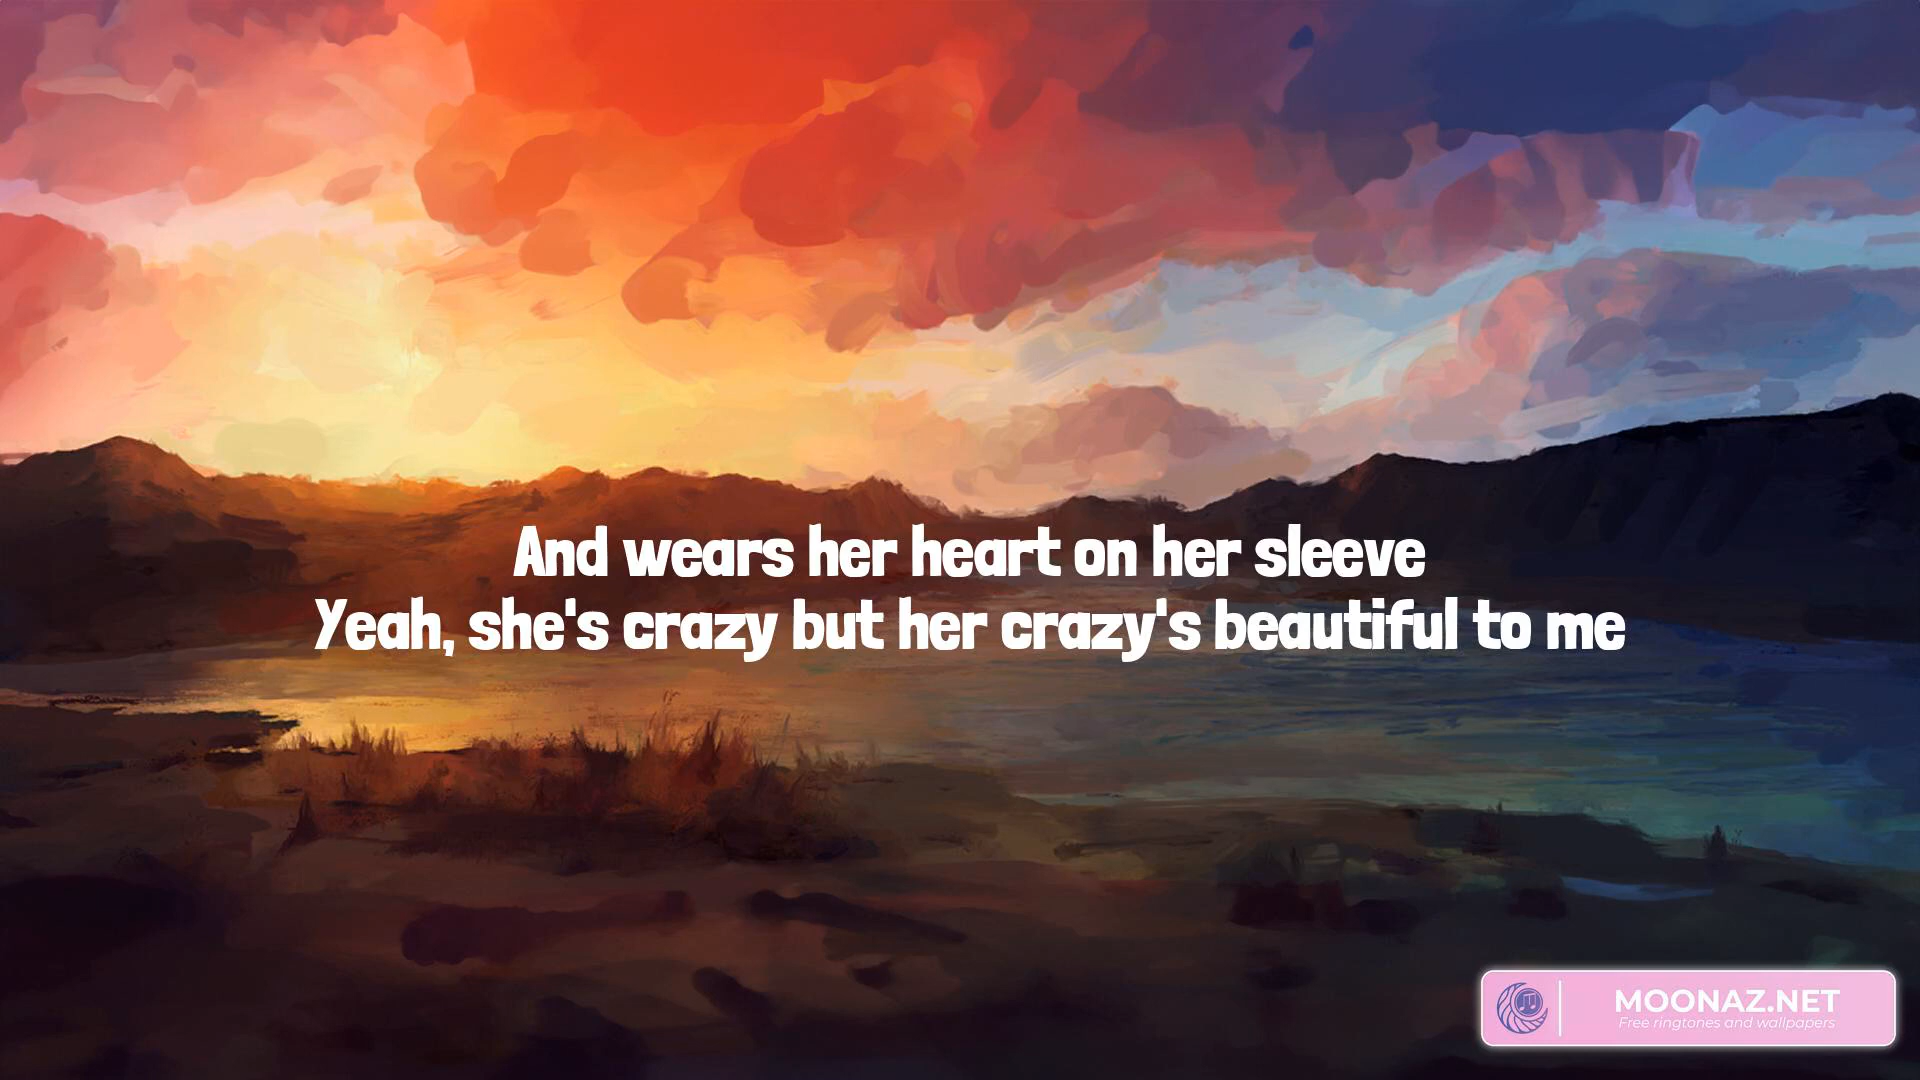 And wears her heart on her sleeve
Yeah, she's crazy but her crazy's beautiful to me
MOONAZ.NET
Free ringtones and wallpapers